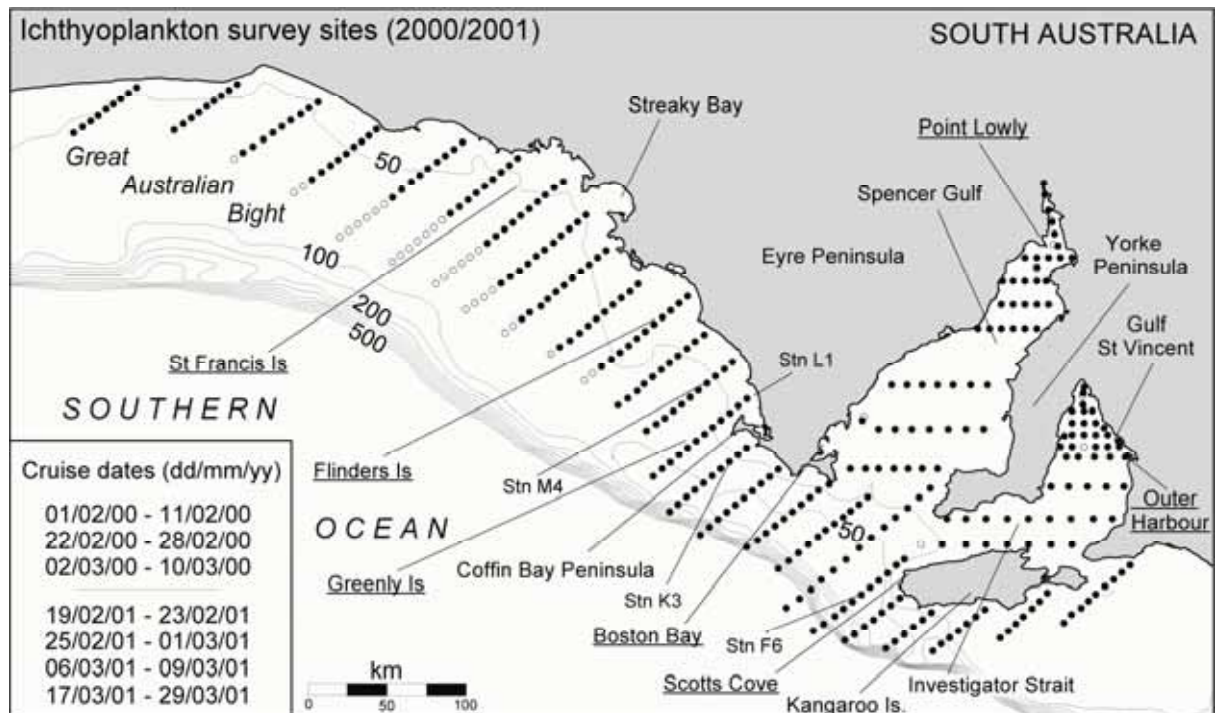 Ichthyoplankton survey sites (2000/2001)
SOUTH AUSTRALIA
Streaky Bay
Point Lowly
Great
Australian
Bight
50
Spencer Gulf
Eyre Peninsula
Yorke
Peninsula
100
200
500
Gulf
St Vincent
St Francis Is
Stn L1
SOUTHERN
OCEAN
Flinders Is
Stn M4
Outer
Harbour
50
Greenly Is
Coffin Bay Peninsula
Stn K3
Boston Bay
Stn F6
Scotts Cove
Investigator Strait
Kangaroo Is.
Cruise dates (dd/mm/yy)
01/02/00 - 11/02/00
22/02/00 - 28/02/00
02/03/00 - 10/03/00
19/02/01 - 23/02/01
25/02/01 - 01/03/01
06/03/01 - 09/03/01
17/03/01 - 29/03/01
km
0 50 100